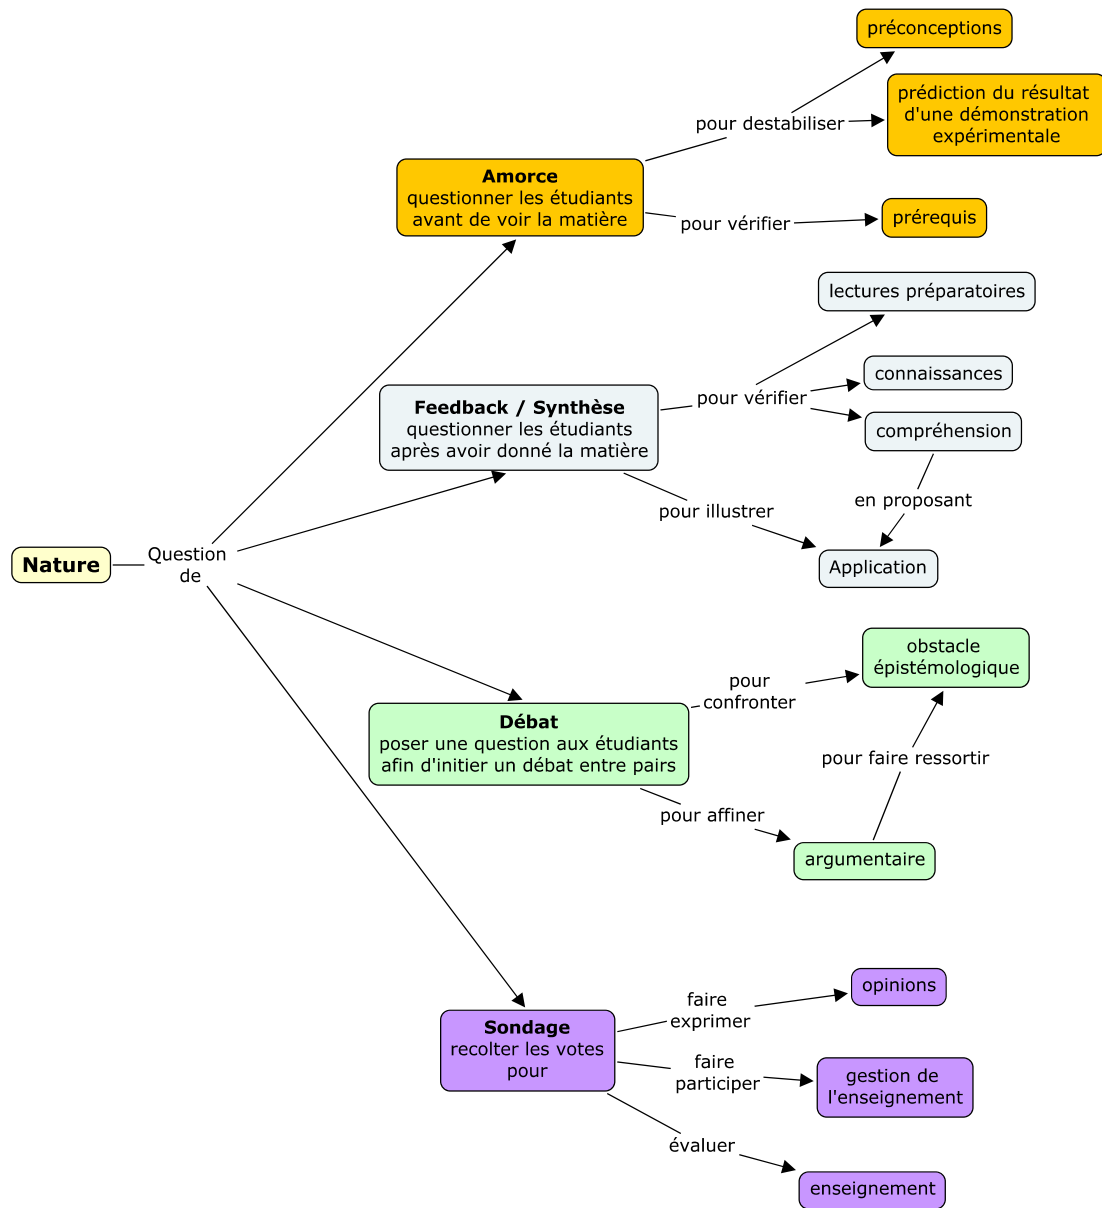 Nature
Question
de
Amorce
questionner les étudiants
avant de voir la matière
pour destabiliser
préconceptions
prédiction du résultat
d'une démonstration
expérimentale
pour vérifier
prérequis
Feedback / Synthèse
questionner les étudiants
après avoir donné la matière
pour vérifier
lectures préparatoires
connaissances
compréhension
en proposant
pour illustrer
Application
Débat
poser une question aux étudiants
afin d'initier un débat entre pairs
pour
confronter
obstacle
épistémologique
pour faire ressortir
pour affiner
argumentaire
Sondage
recolter les votes
pour
faire
exprimer
opinions
faire
participer
gestion de
l'enseignement
évaluer
enseignement